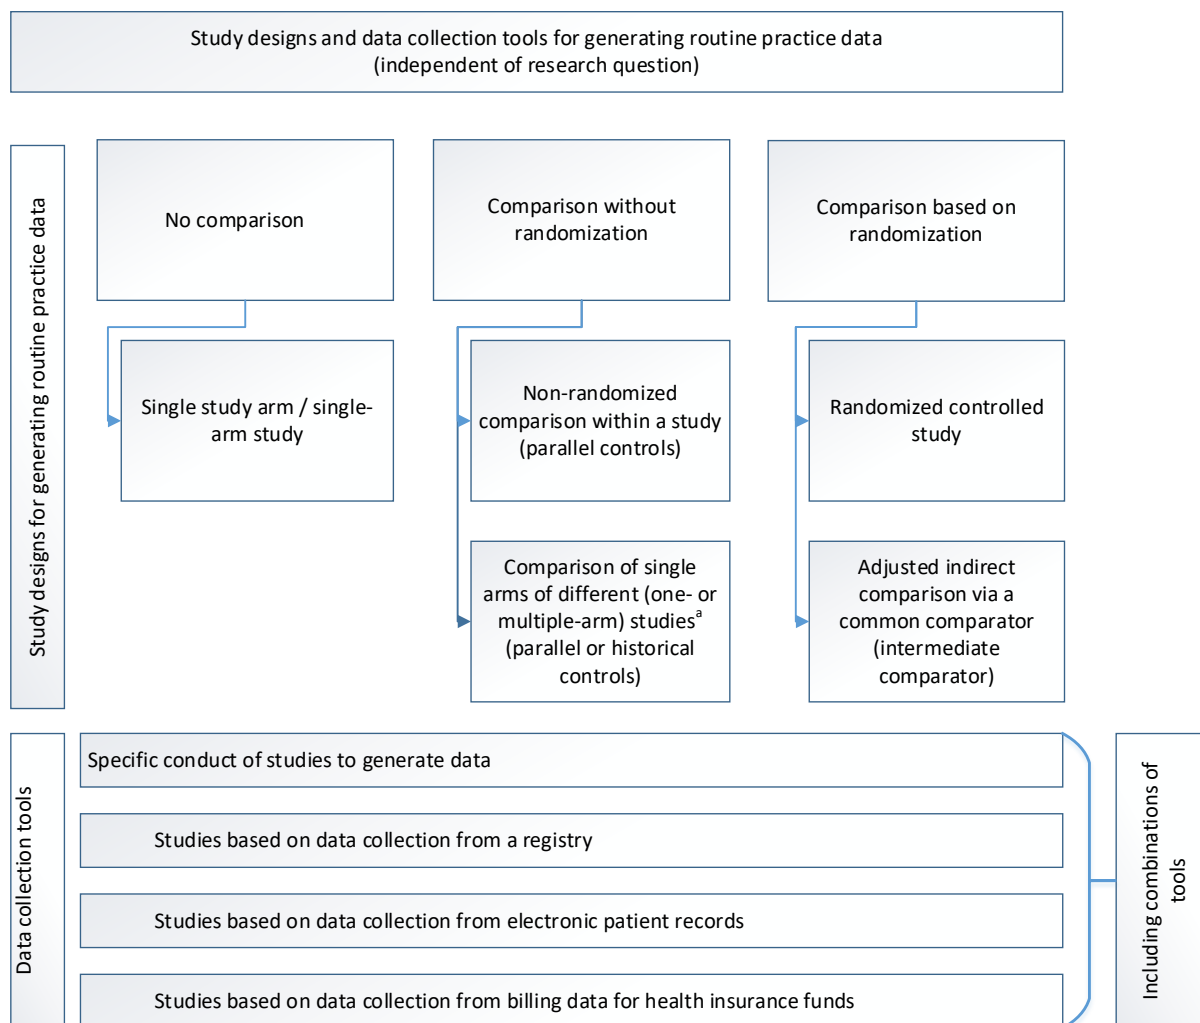 Study designs and data collection tools for generating routine practice data
(independent of research question)
Study designs for generating routine practice data
No comparison
Comparison without
randomization
Comparison based on
randomization
Single study arm / single-
arm study
Non-randomized
comparison within a study
(parallel controls)
Randomized controlled
study
Comparison of single
arms of different (one- or
multiple-arm) studiesᵃ
(parallel or historical
controls)
Adjusted indirect
comparison via a
common comparator
(intermediate
comparator)
Data collection tools
Specific conduct of studies to generate data
Studies based on data collection from a registry
Studies based on data collection from electronic patient records
Studies based on data collection from billing data for health insurance funds
Including combinations of
tools